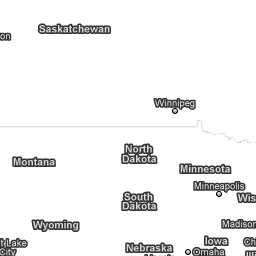 Saskatchewan
on
Winnipeg
North
Dakota
Montana
Minnesota
Minneapolis
South
Dakota
Wis
Wyoming
Madison
Iowa
Ch
t Lake
City
Nebraska
Omaha